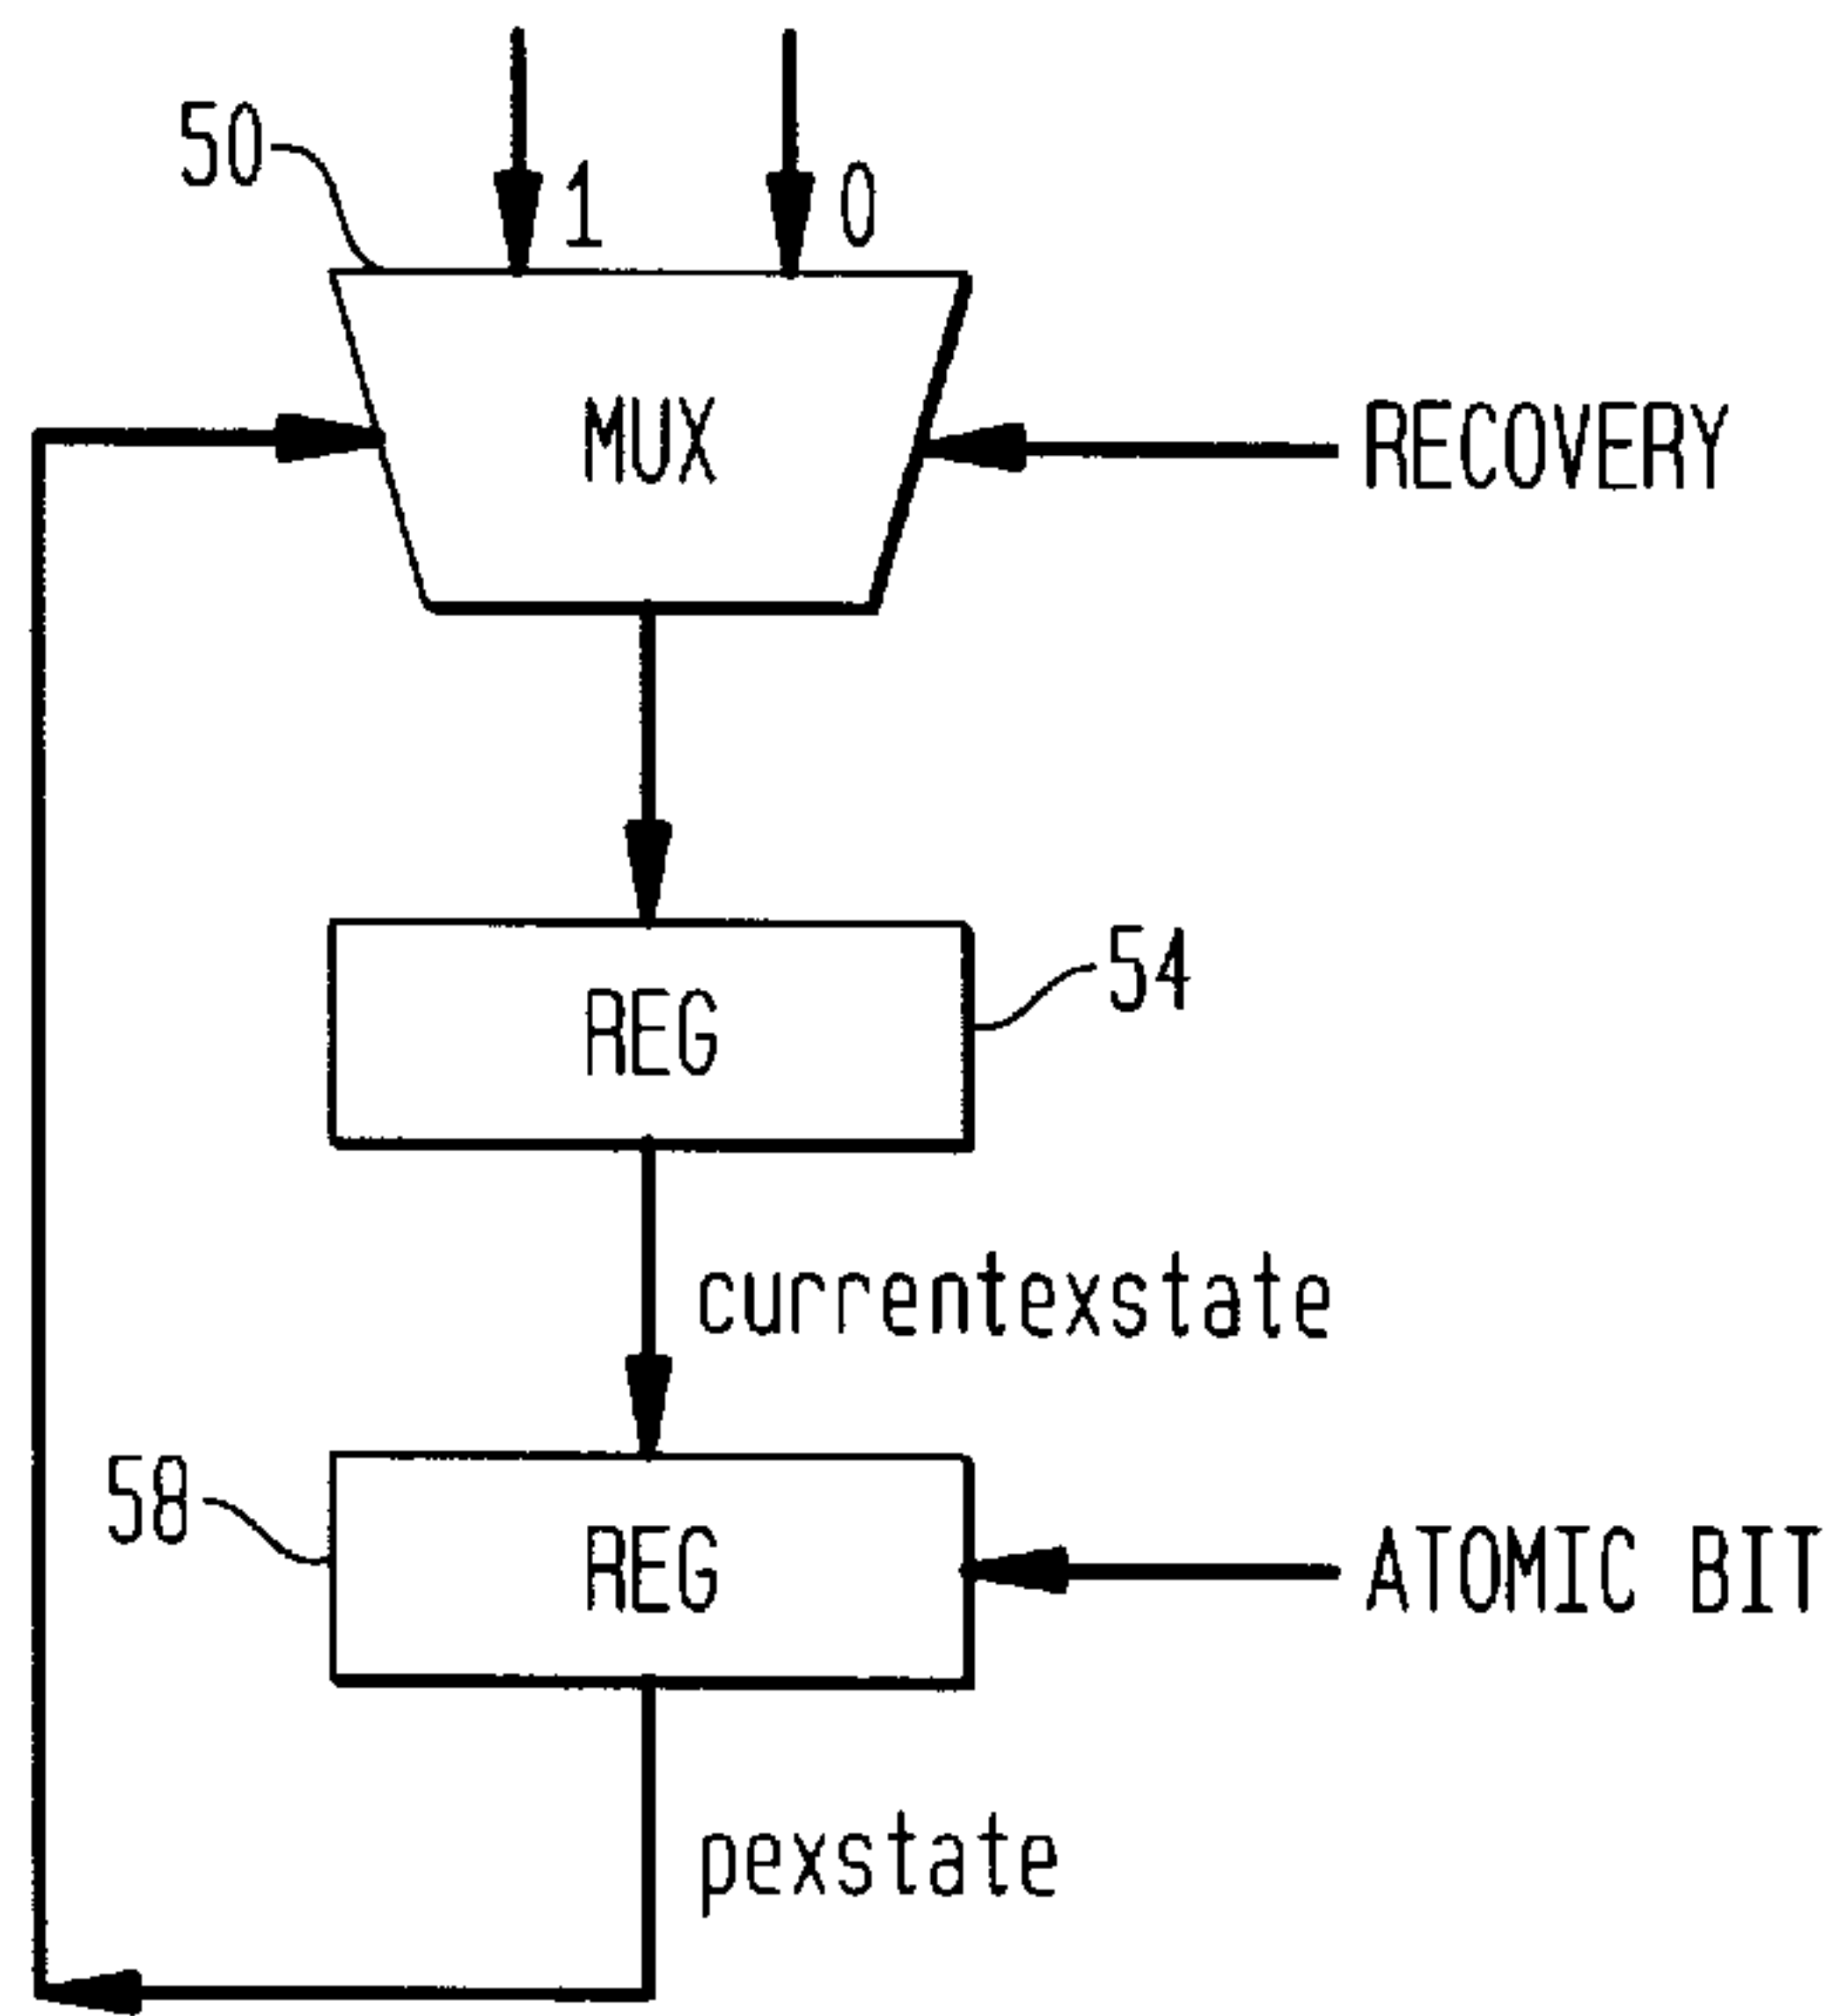 50
1
0
MUX
RECOVERY
REG
54
currentexstate
58
REG
ATOMIC BIT
pexstate